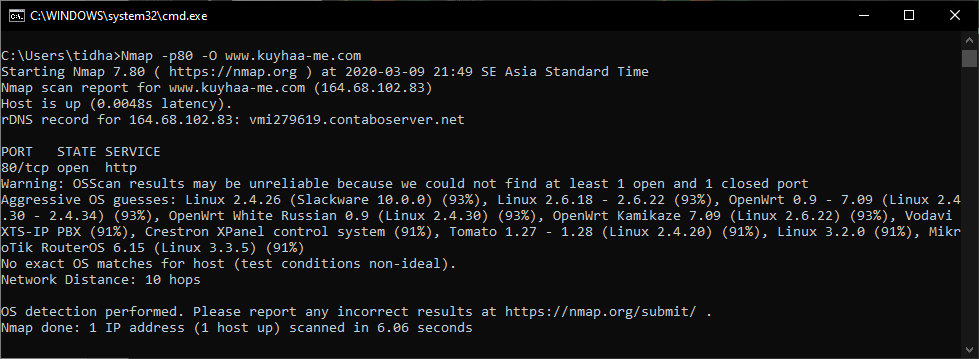 C:\WINDOWS\system32\cmd.exe
C:\Users\tidha>Nmap -p80 -O www.kuyhaa-me.com
Starting Nmap 7.80 ( https://nmap.org ) at 2020-03-09 21:49 SE Asia Standard Time
Nmap scan report for www.kuyhaa-me.com (164.68.102.83)
Host is up (0.0048s latency).
rDNS record for 164.68.102.83: vmi279619.contaboserver.net
PORT   STATE SERVICE
80/tcp open  http
Warning: OSScan results may be unreliable because we could not find at least 1 open and 1 closed port
Aggressive OS guesses: Linux 2.4.26 (Slackware 10.0.0) (93%), Linux 2.6.18 - 2.6.22 (93%), OpenWrt 0.9 - 7.09 (Linux 2.4
.30 - 2.4.34) (93%), OpenWrt White Russian 0.9 (Linux 2.4.30) (93%), OpenWrt Kamikaze 7.09 (Linux 2.6.22) (93%), Vodavi
XTS-IP PBX (91%), Crestron XPanel control system (91%), Tomato 1.27 - 1.28 (Linux 2.4.20) (91%), Linux 3.2.0 (91%), Mikr
oTik RouterOS 6.15 (Linux 3.3.5) (91%)
No exact OS matches for host (test conditions non-ideal).
Network Distance: 10 hops
OS detection performed. Please report any incorrect results at https://nmap.org/submit/ .
Nmap done: 1 IP address (1 host up) scanned in 6.06 seconds